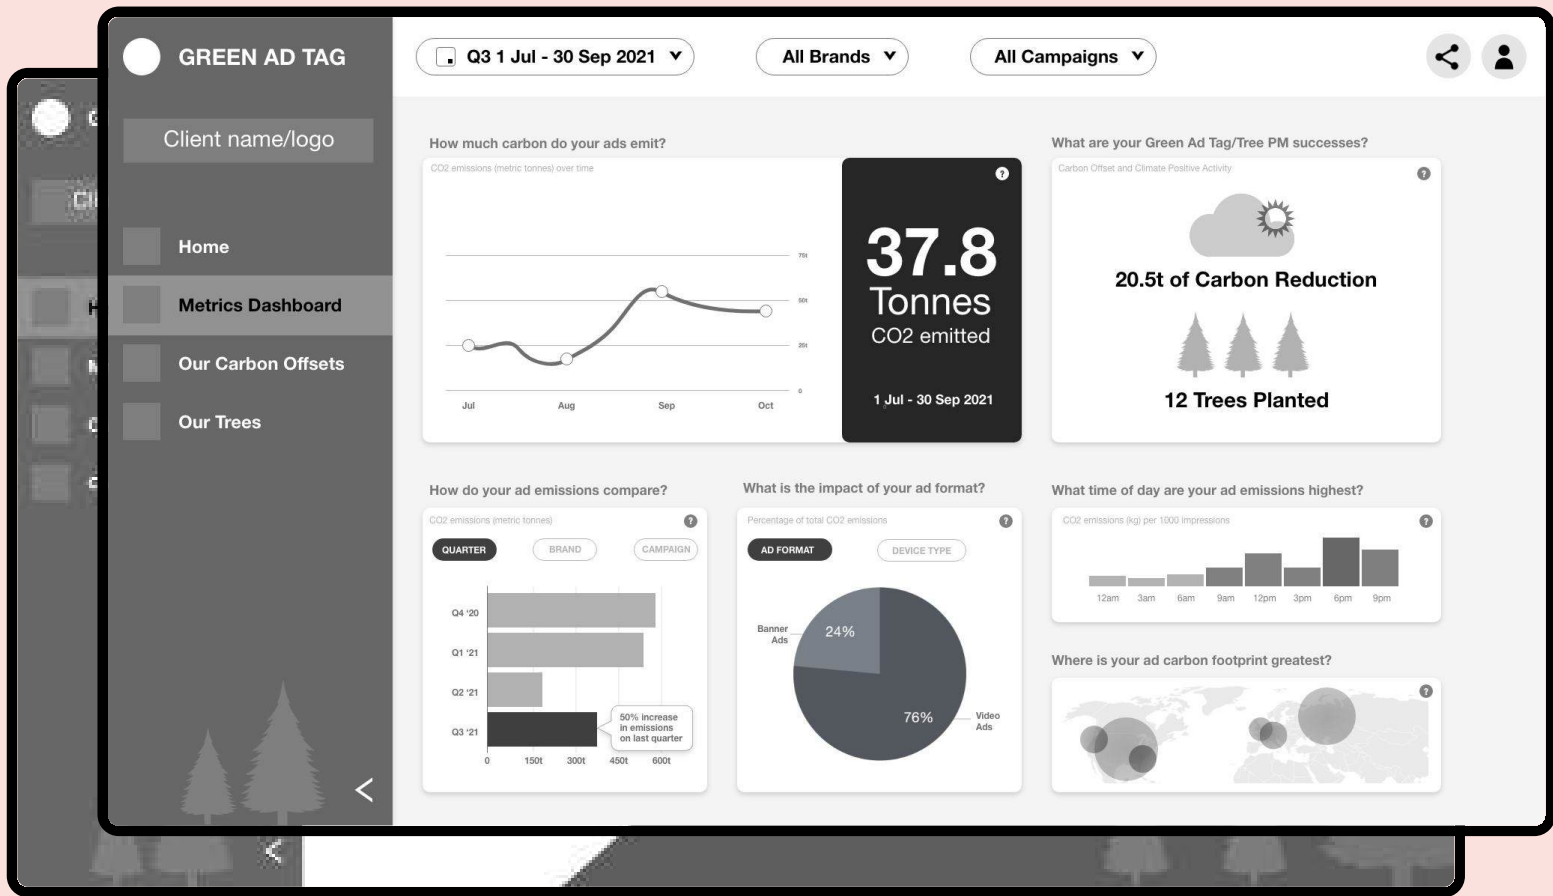 GREEN AD TAG
Client name/logo
Home
Metrics Dashboard
Our Carbon Offsets
Our Trees
<
Q3 1 Jul - 30 Sep 2021
All Brands
All Campaigns
How much carbon do your ads emit?
CO2 emissions (metric tonnes) over time
75t
50t
25t
0
Jul Aug Sep Oct
?
37.8
Tonnes
CO2 emitted
1 Jul - 30 Sep 2021
What are your Green Ad Tag/Tree PM successes?
Carbon Offset and Climate Positive Activity
?
20.5t of Carbon Reduction
12 Trees Planted
How do your ad emissions compare?
CO2 emissions (metric tonnes)
?
QUARTER BRAND CAMPAIGN
Q4 '20
Q1 '21
Q2 '21
Q3 '21
50% increase
in emissions
on last quarter
0 150t 300t 450t 600t
What is the impact of your ad format?
Percentage of total CO2 emissions
?
AD FORMAT DEVICE TYPE
Banner
Ads
24%
76%
Video
Ads
What time of day are your ad emissions highest?
CO2 emissions (kg) per 1000 impressions
?
12am 3am 6am 9am 12pm 3pm 6pm 9pm
Where is your ad carbon footprint greatest?
?
<